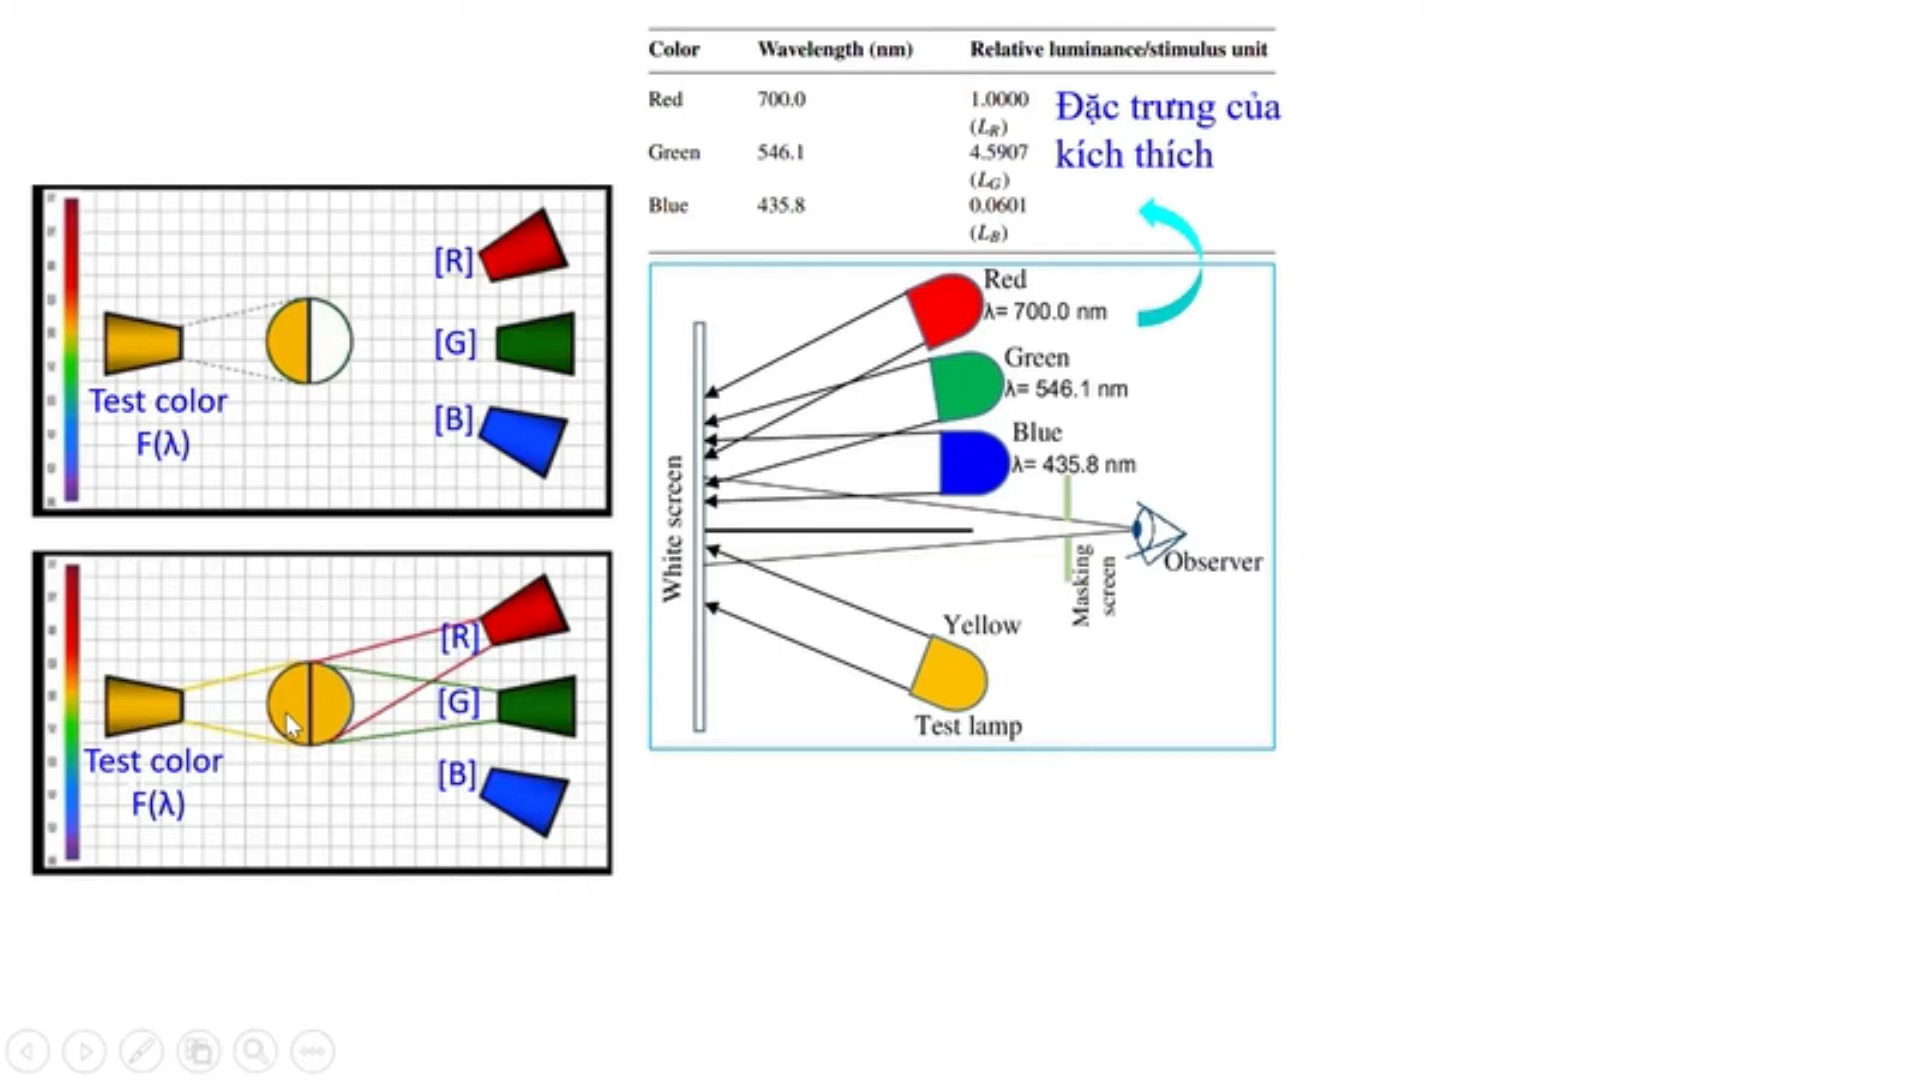 Color Wavelength (nm) Relative luminance/stimulus unit
Red 700.0 1.0000
(L_R)
Green 546.1 4.5907
(L_G)
Blue 435.8 0.0601
(L_B)
Đặc trưng của
kích thích
[R]
[G]
[B]
Test color
F(λ)
[R]
[G]
[B]
Test color
F(λ)
Red
λ= 700.0 nm
Green
λ= 546.1 nm
Blue
λ= 435.8 nm
White screen
Masking
screen
Observer
Yellow
Test lamp